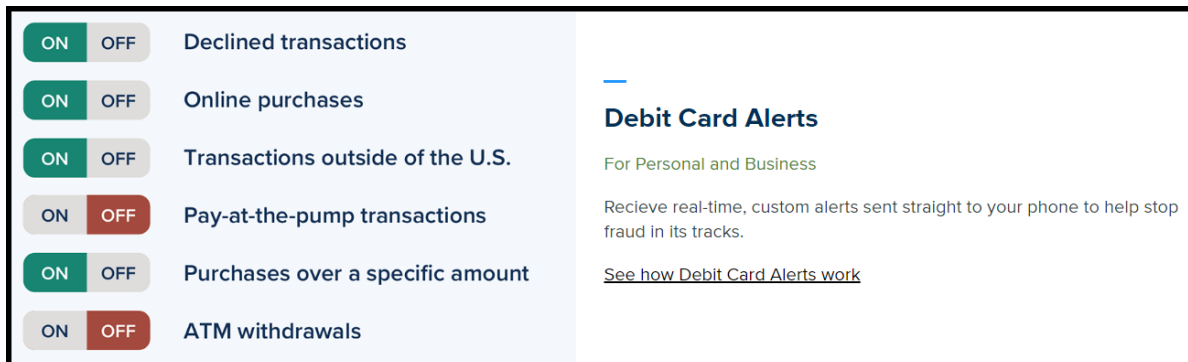 ON OFF Declined transactions
ON OFF Online purchases
ON OFF Transactions outside of the U.S.
ON OFF Pay-at-the-pump transactions
ON OFF Purchases over a specific amount
ON OFF ATM withdrawals
Debit Card Alerts
For Personal and Business
Recieve real-time, custom alerts sent straight to your phone to help stop
fraud in its tracks.
See how Debit Card Alerts work